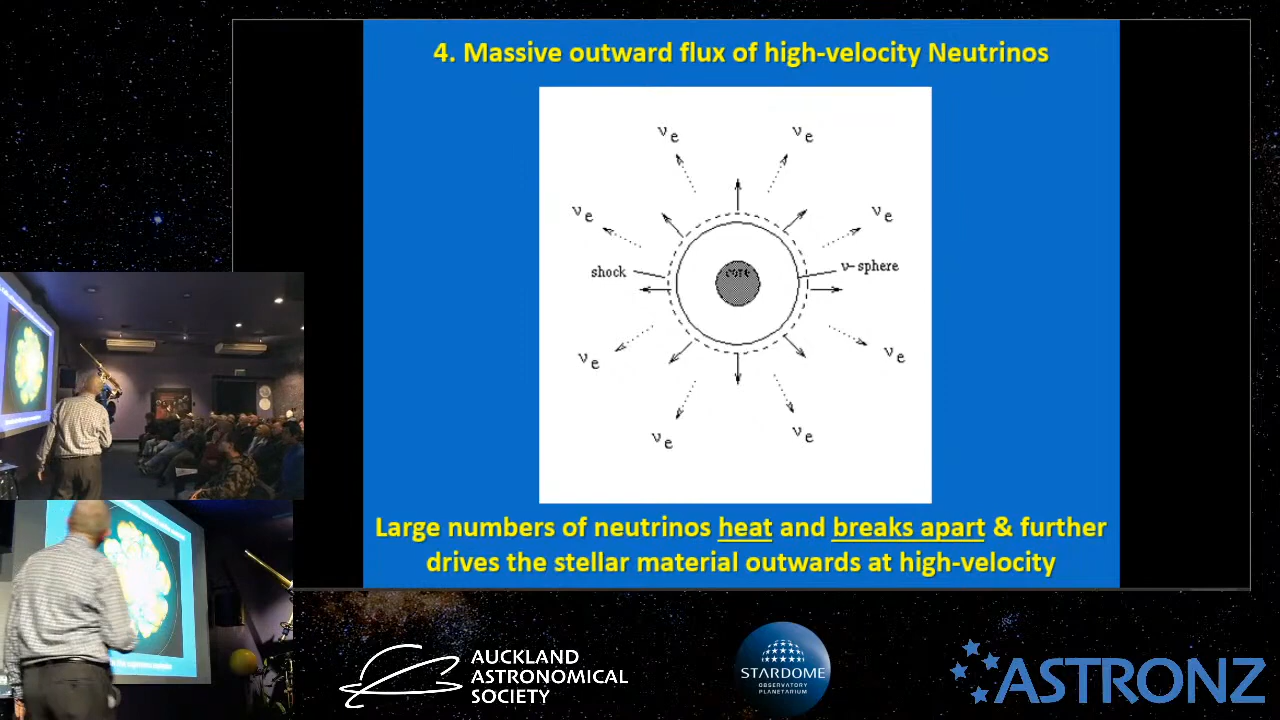 4. Massive outward flux of high-velocity Neutrinos
ν e
ν e
ν e
ν e
shock
core
ν- sphere
ν e
ν e
ν e
ν e
Large numbers of neutrinos heat and breaks apart & further
drives the stellar material outwards at high-velocity
AUCKLAND
ASTRONOMICAL
SOCIETY
STARDOME
OBSERVATORY
PLANETARIUM
ASTRONZ